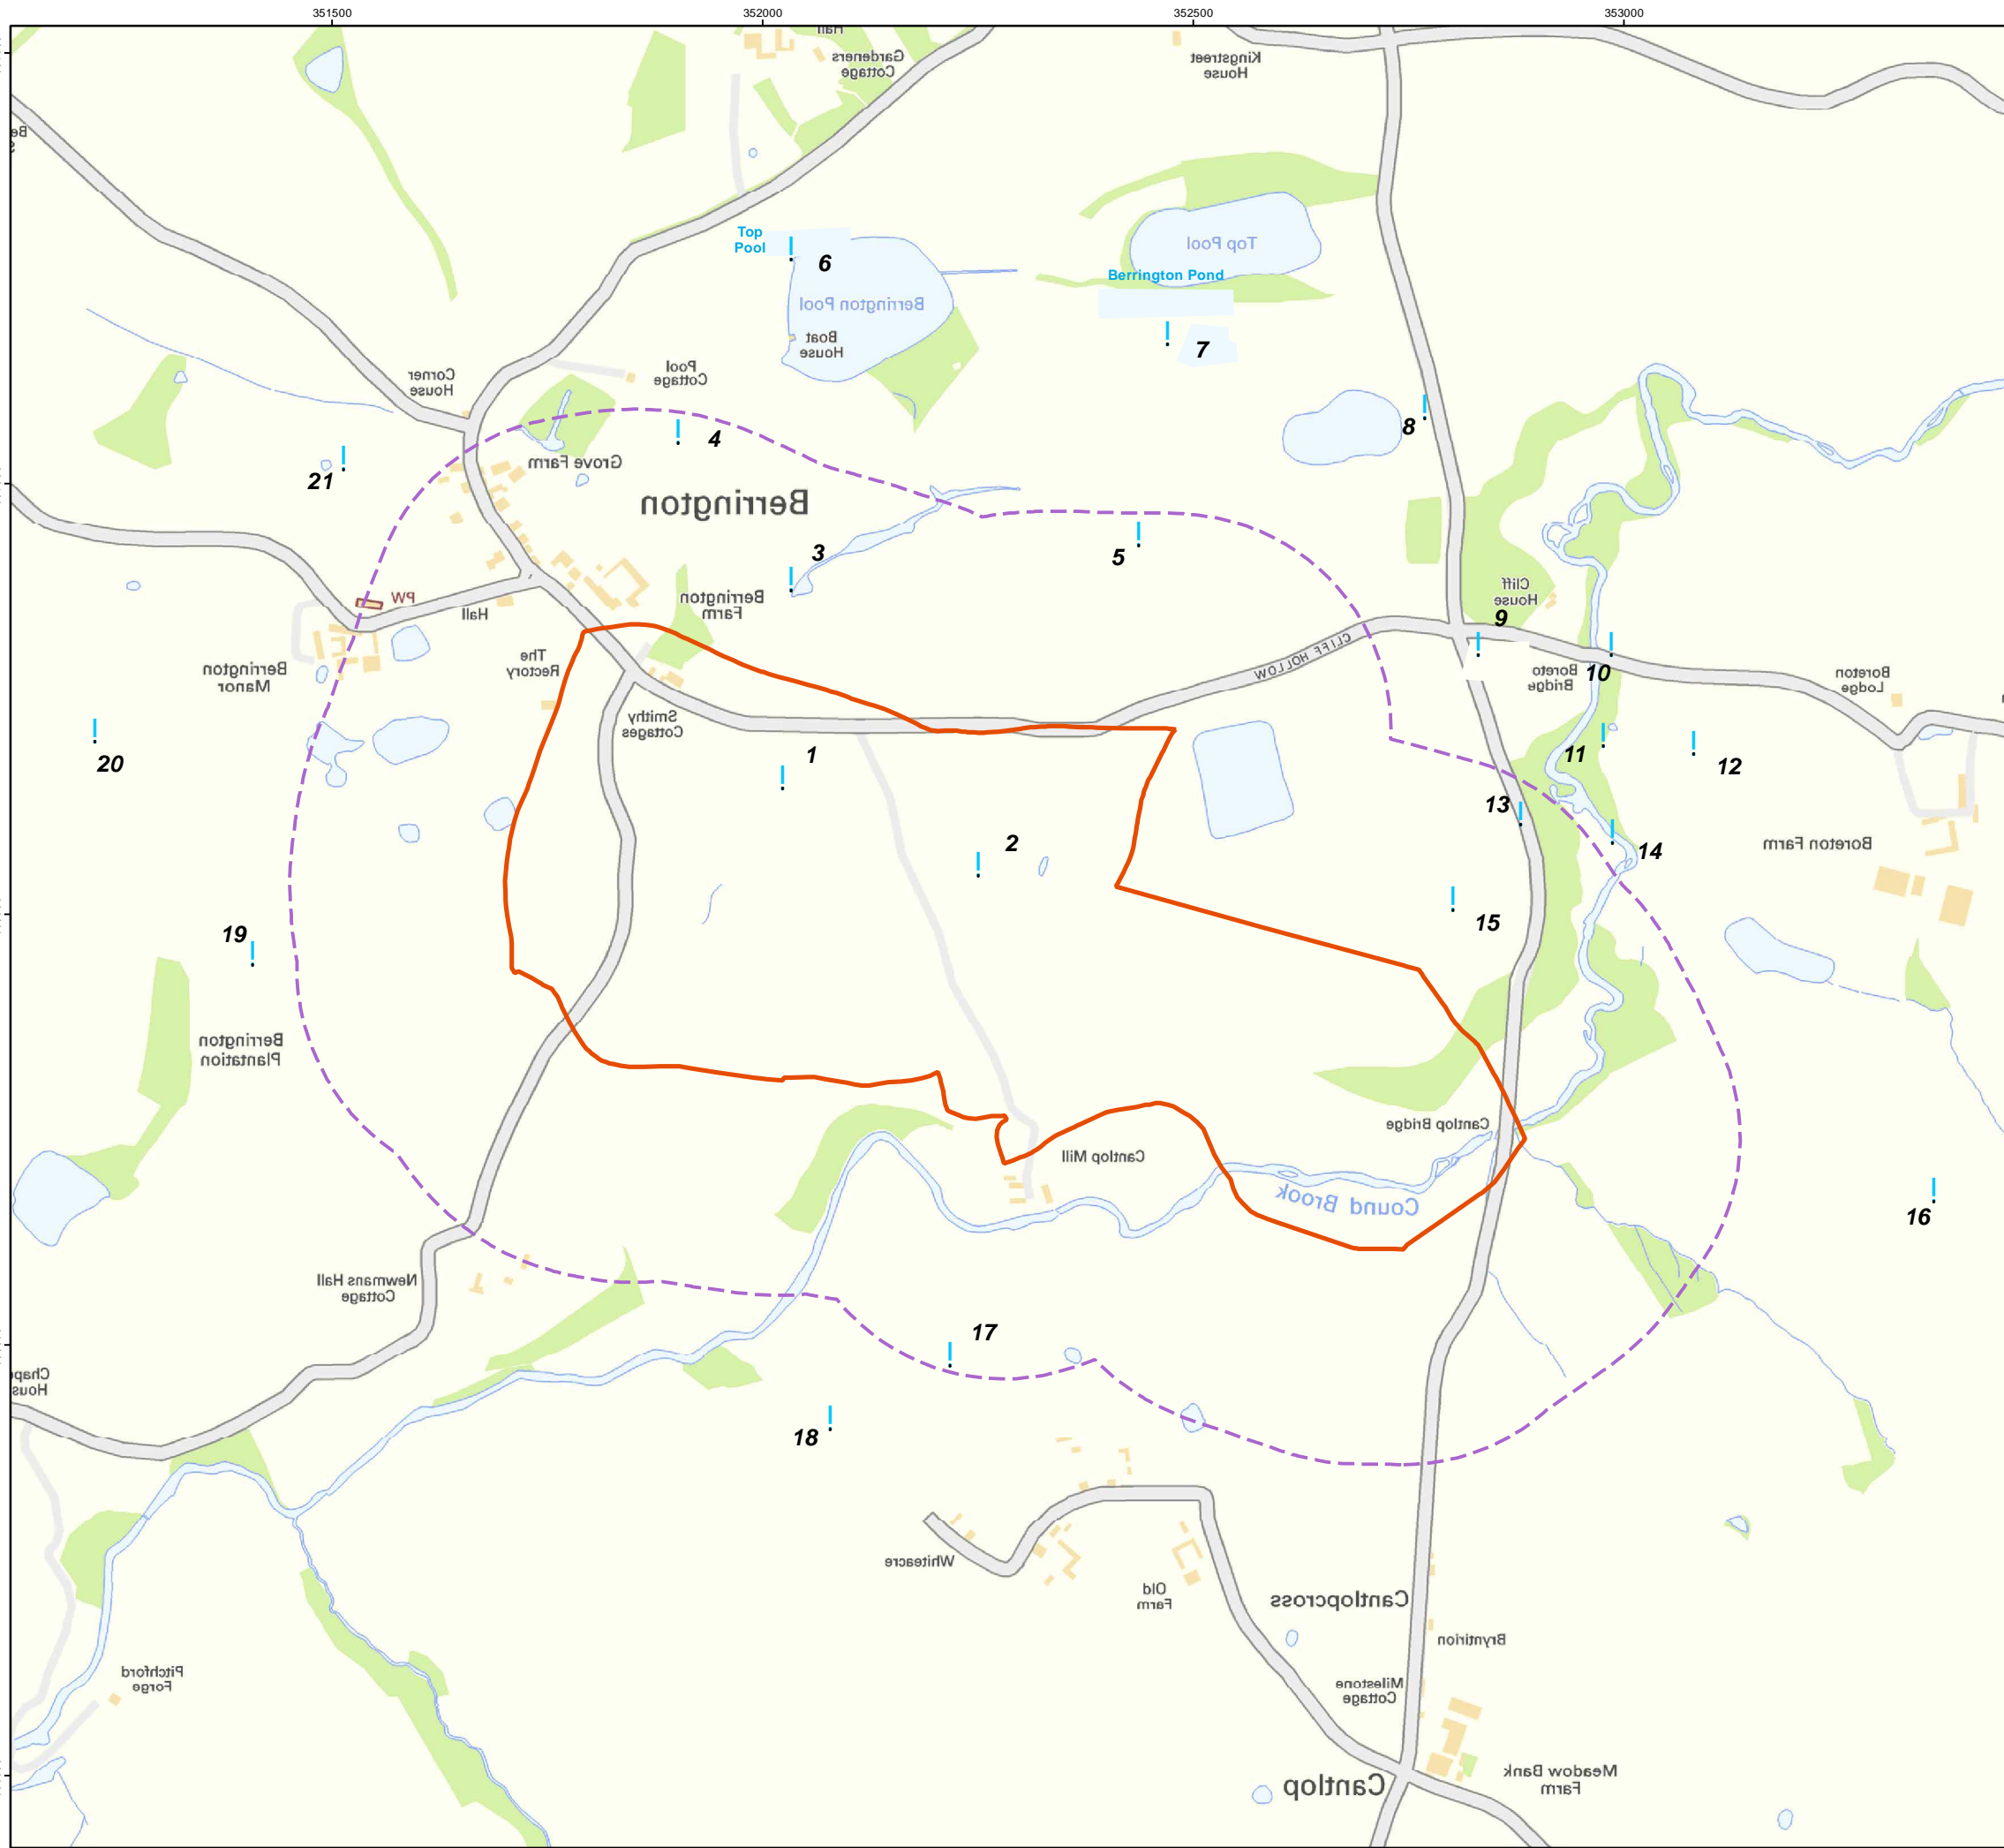 351500
352000
352500
353000
Hall
Gardeners
Cottage
Kingstreet
House
Top
Pool
6
Top Pool
Berrington Pond
Berrington Pool
Boat
House
7
Corner
House
Pool
Cottage
8
4
Grove Farm
21
Berrington
3
5
Berrington
Farm
Cliff
House
9
PW
Hall
CLIFF HOLLOW
The
Rectory
Berrington
Manor
Boreto
Bridge
10
Boreton
Lodge
Smithy
Cottages
1
20
11
12
13
2
14
Boreton Farm
15
19
Berrington
Plantation
Cantlop Bridge
Cantlop Mill
Cound Brook
16
Newmans Hall
Cottage
17
Chape
House
18
Whiteacre
Old
Farm
Cantlopcross
Bryntirion
Pitchford
Forge
Milestone
Cottage
Cantlop
Meadow Bank
Farm